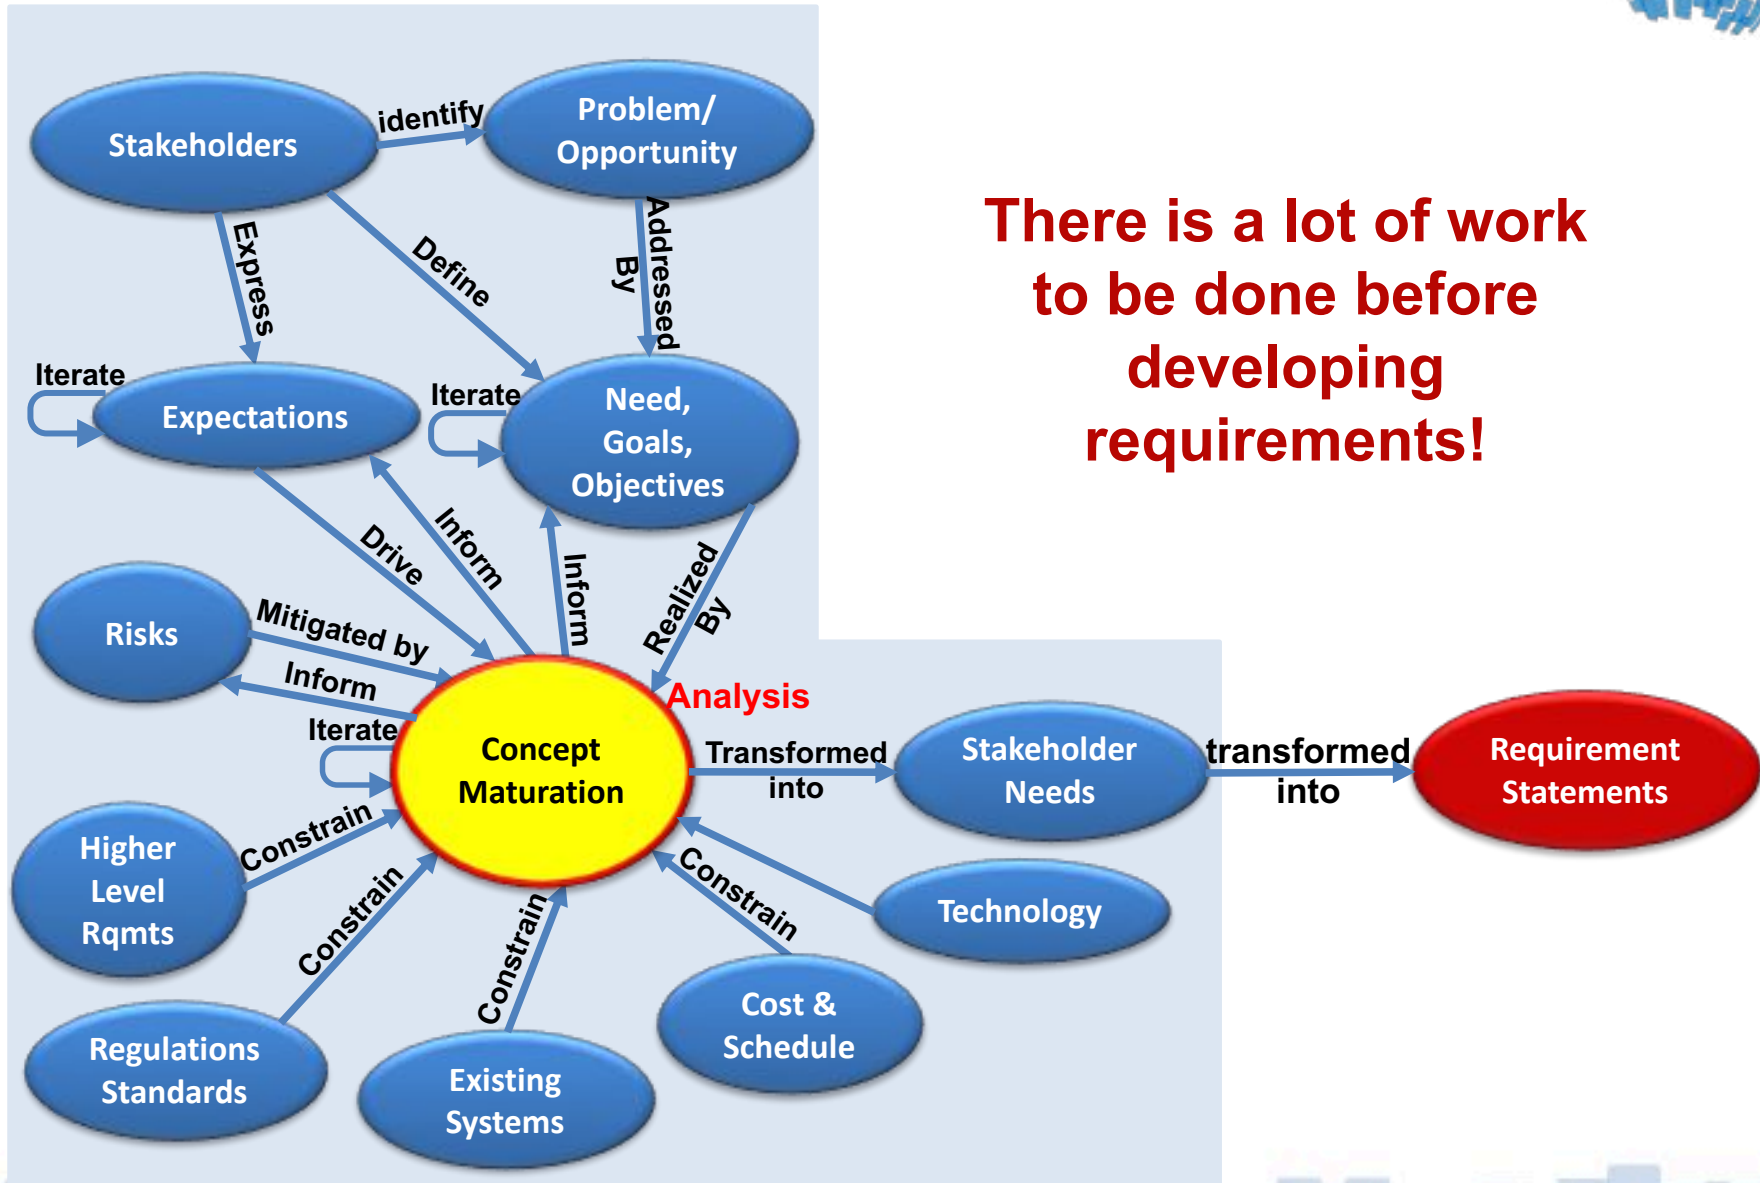 identify
Problem/
Opportunity
Stakeholders
There is a lot of work
to be done before
developing
requirements!
Express
Define
Addressed
By
Iterate
Expectations
Iterate
Need,
Goals,
Objectives
Drive
Inform
Inform
Realized
By
Risks
Mitigated by
Inform
Analysis
Iterate
Concept
Maturation
Transformed
into
Stakeholder
Needs
transformed
into
Requirement
Statements
Higher
Level
Rqmts
Constrain
Constrain
Constrain
Constrain
Technology
Cost &
Schedule
Regulations
Standards
Existing
Systems